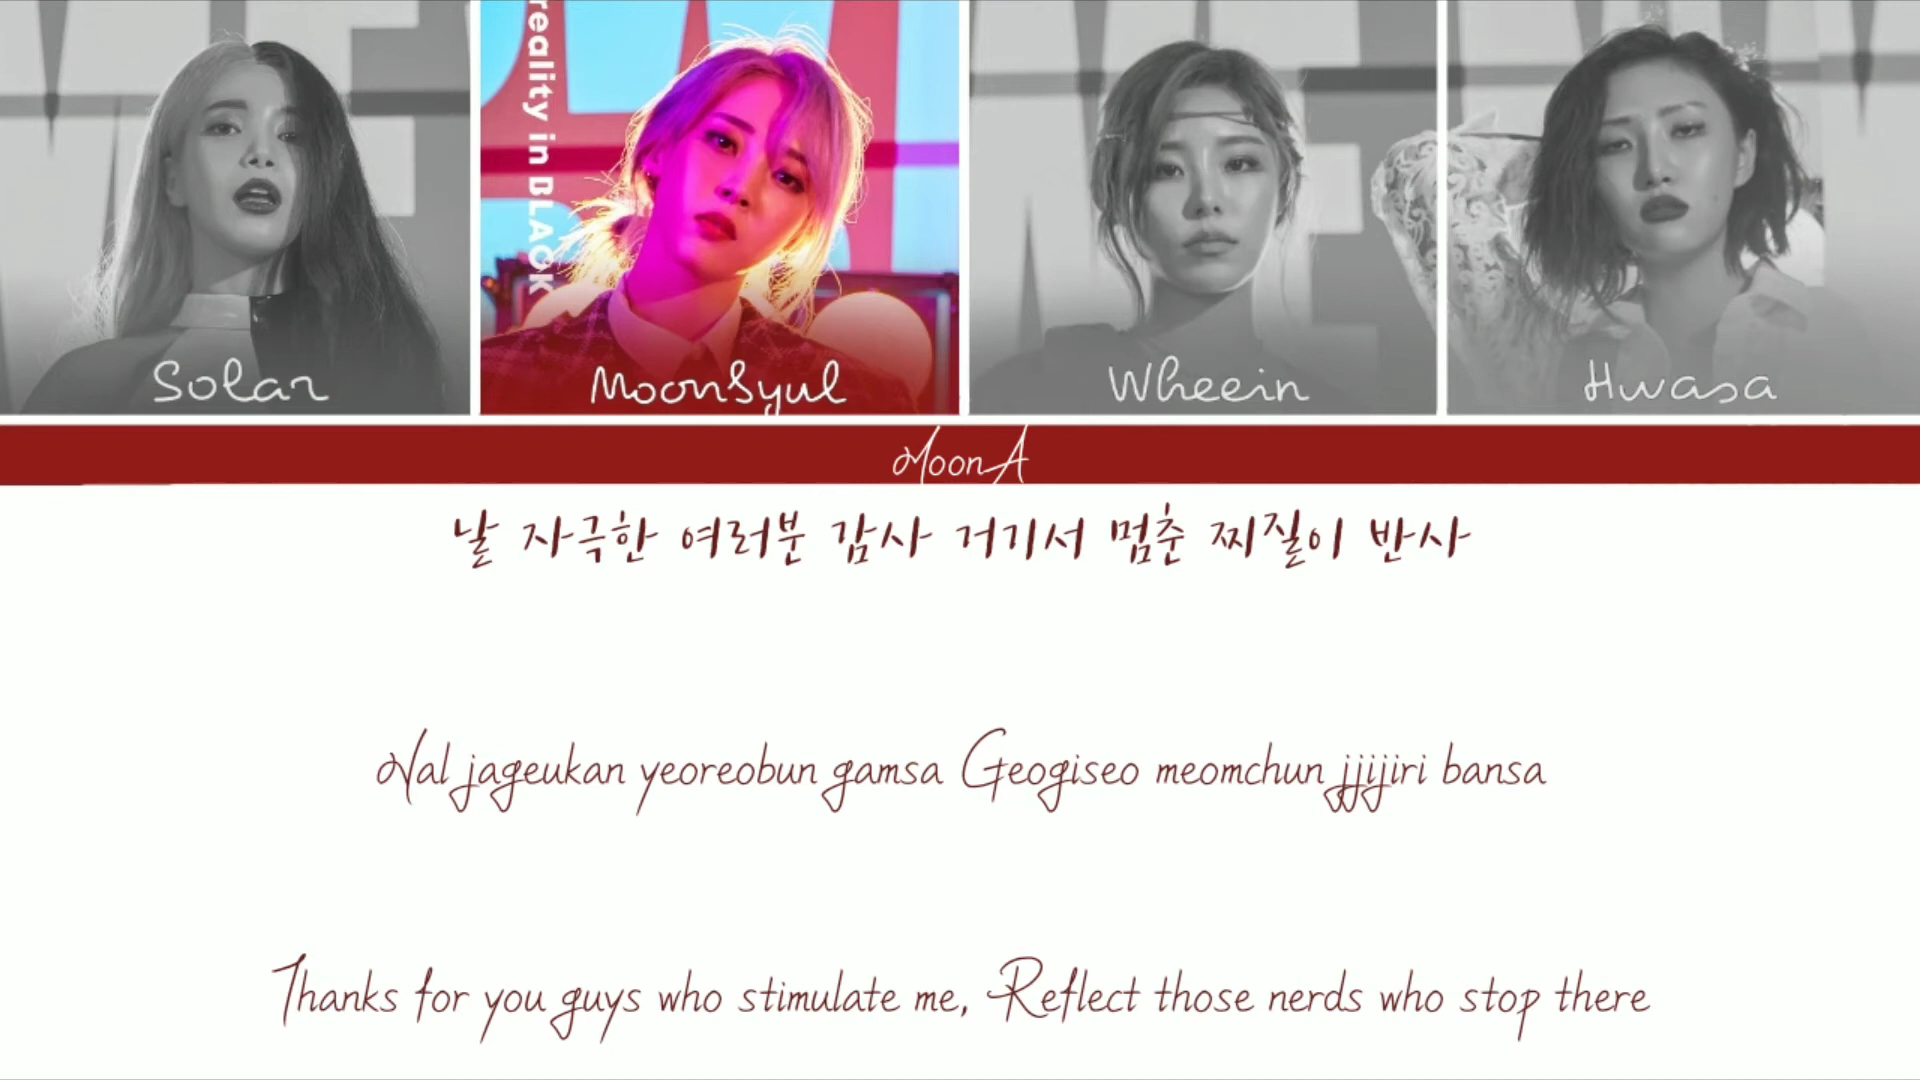 reality in BLACK
Solar
MoonByul
Wheein
Hwasa
MoonA
날 자극한 여러분 감사 거기서 멈춘 찌질이 반사
Nal jageukan yeoreobun gamsa Geogiseo meomchun jjijiri bansa
Thanks for you guys who stimulate me, Reflect those nerds who stop there